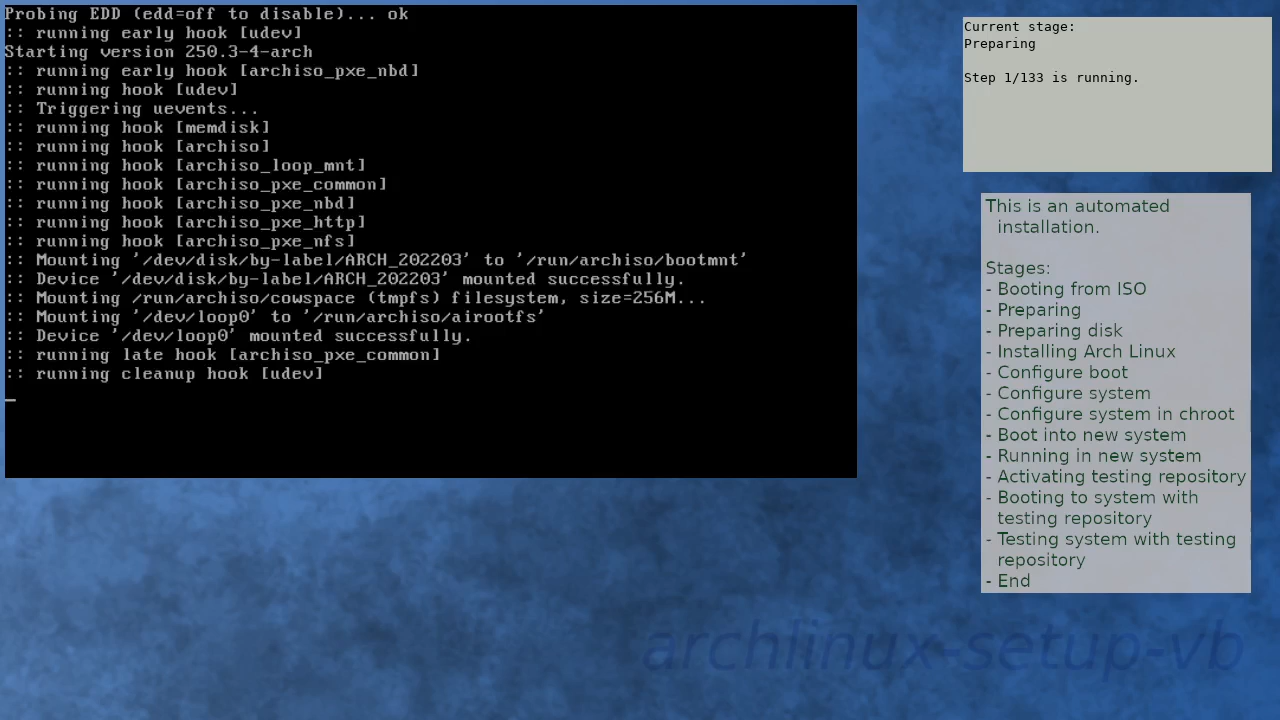 Probing EDD (edd=off to disable)... ok
:: running early hook [udev]
Starting version 250.3-4-arch
:: running early hook [archiso_pxe_nbd]
:: running hook [udev]
:: Triggering uevents...
:: running hook [memdisk]
:: running hook [archiso]
:: running hook [archiso_loop_mnt]
:: running hook [archiso_pxe_common]
:: running hook [archiso_pxe_nbd]
:: running hook [archiso_pxe_http]
:: running hook [archiso_pxe_nfs]
:: Mounting '/dev/disk/by-label/ARCH_202203' to '/run/archiso/bootmnt'
:: Device '/dev/disk/by-label/ARCH_202203' mounted successfully.
:: Mounting /run/archiso/cowspace (tmpfs) filesystem, size=256M...
:: Mounting '/dev/loop0' to '/run/archiso/airootfs'
:: Device '/dev/loop0' mounted successfully.
:: running late hook [archiso_pxe_common]
:: running cleanup hook [udev]
Current stage:
Preparing
Step 1/133 is running.
This is an automated
installation.
Stages:
- Booting from ISO
- Preparing
- Preparing disk
- Installing Arch Linux
- Configure boot
- Configure system
- Configure system in chroot
- Boot into new system
- Running in new system
- Activating testing repository
- Booting to system with
testing repository
- Testing system with testing
repository
- End
archlinux-setup-vb